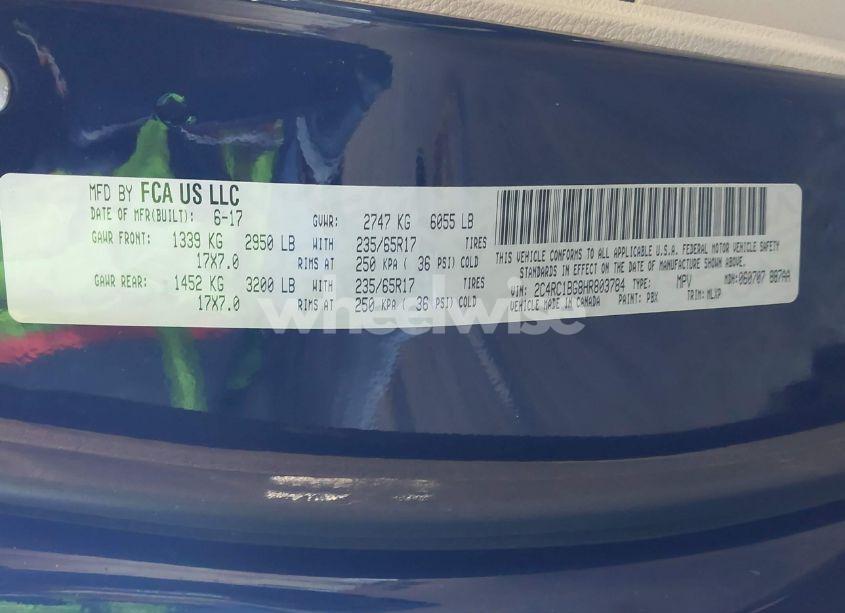 MFD BY FCA US LLC
DATE OF MFR(BUILT): 6-17 GVWR: 2747 KG 6055 LB
GAWR FRONT: 1339 KG 2950 LB WITH 235/65R17 TIRES
17X7.0 RIMS AT 250 KPA ( 36 PSI) COLD
GAWR REAR: 1452 KG 3200 LB WITH 235/65R17 TIRES
17X7.0 RIMS AT 250 KPA ( 36 PSI) COLD
THIS VEHICLE CONFORMS TO ALL APPLICABLE U.S.A. FEDERAL MOTOR VEHICLE SAFETY
STANDARDS IN EFFECT ON THE DATE OF MANUFACTURE SHOWN ABOVE.
VIN: 2C4RC1BG8HR803784 TYPE: MPV MDH: 060707 887AA
VEHICLE MADE IN CANADA PAINT: PBX TRIM: MLXP
wheelwise